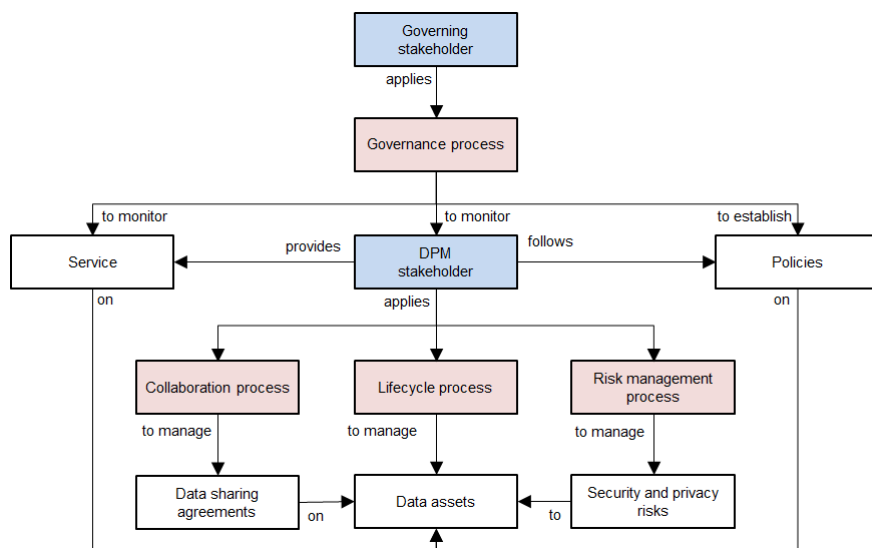 Governing
stakeholder
applies
Governance process
to monitor
to monitor
to establish
Service
provides
DPM
stakeholder
follows
Policies
on
applies
on
Collaboration process
Lifecycle process
Risk management
process
to manage
to manage
to manage
Data sharing
agreements
on
Data assets
to
Security and privacy
risks